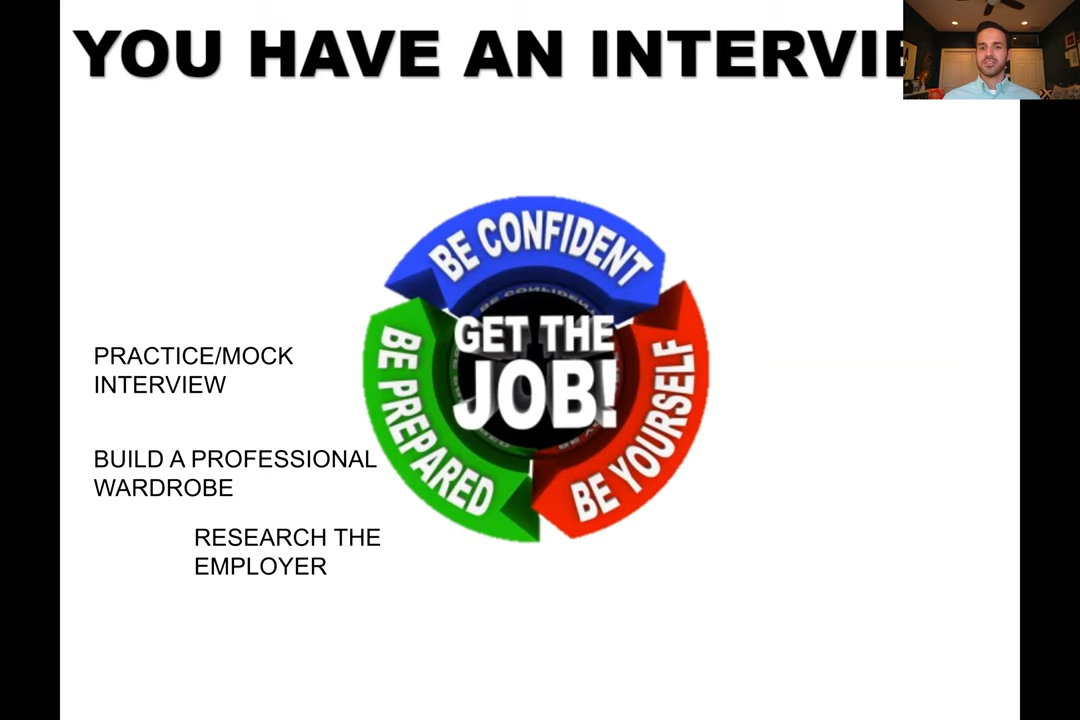 YOU HAVE AN INTERVIE
BE CONFIDENT
GET THE
JOB!
BE PREPARED
BE YOURSELF
PRACTICE/MOCK
INTERVIEW
BUILD A PROFESSIONAL
WARDROBE
RESEARCH THE
EMPLOYER